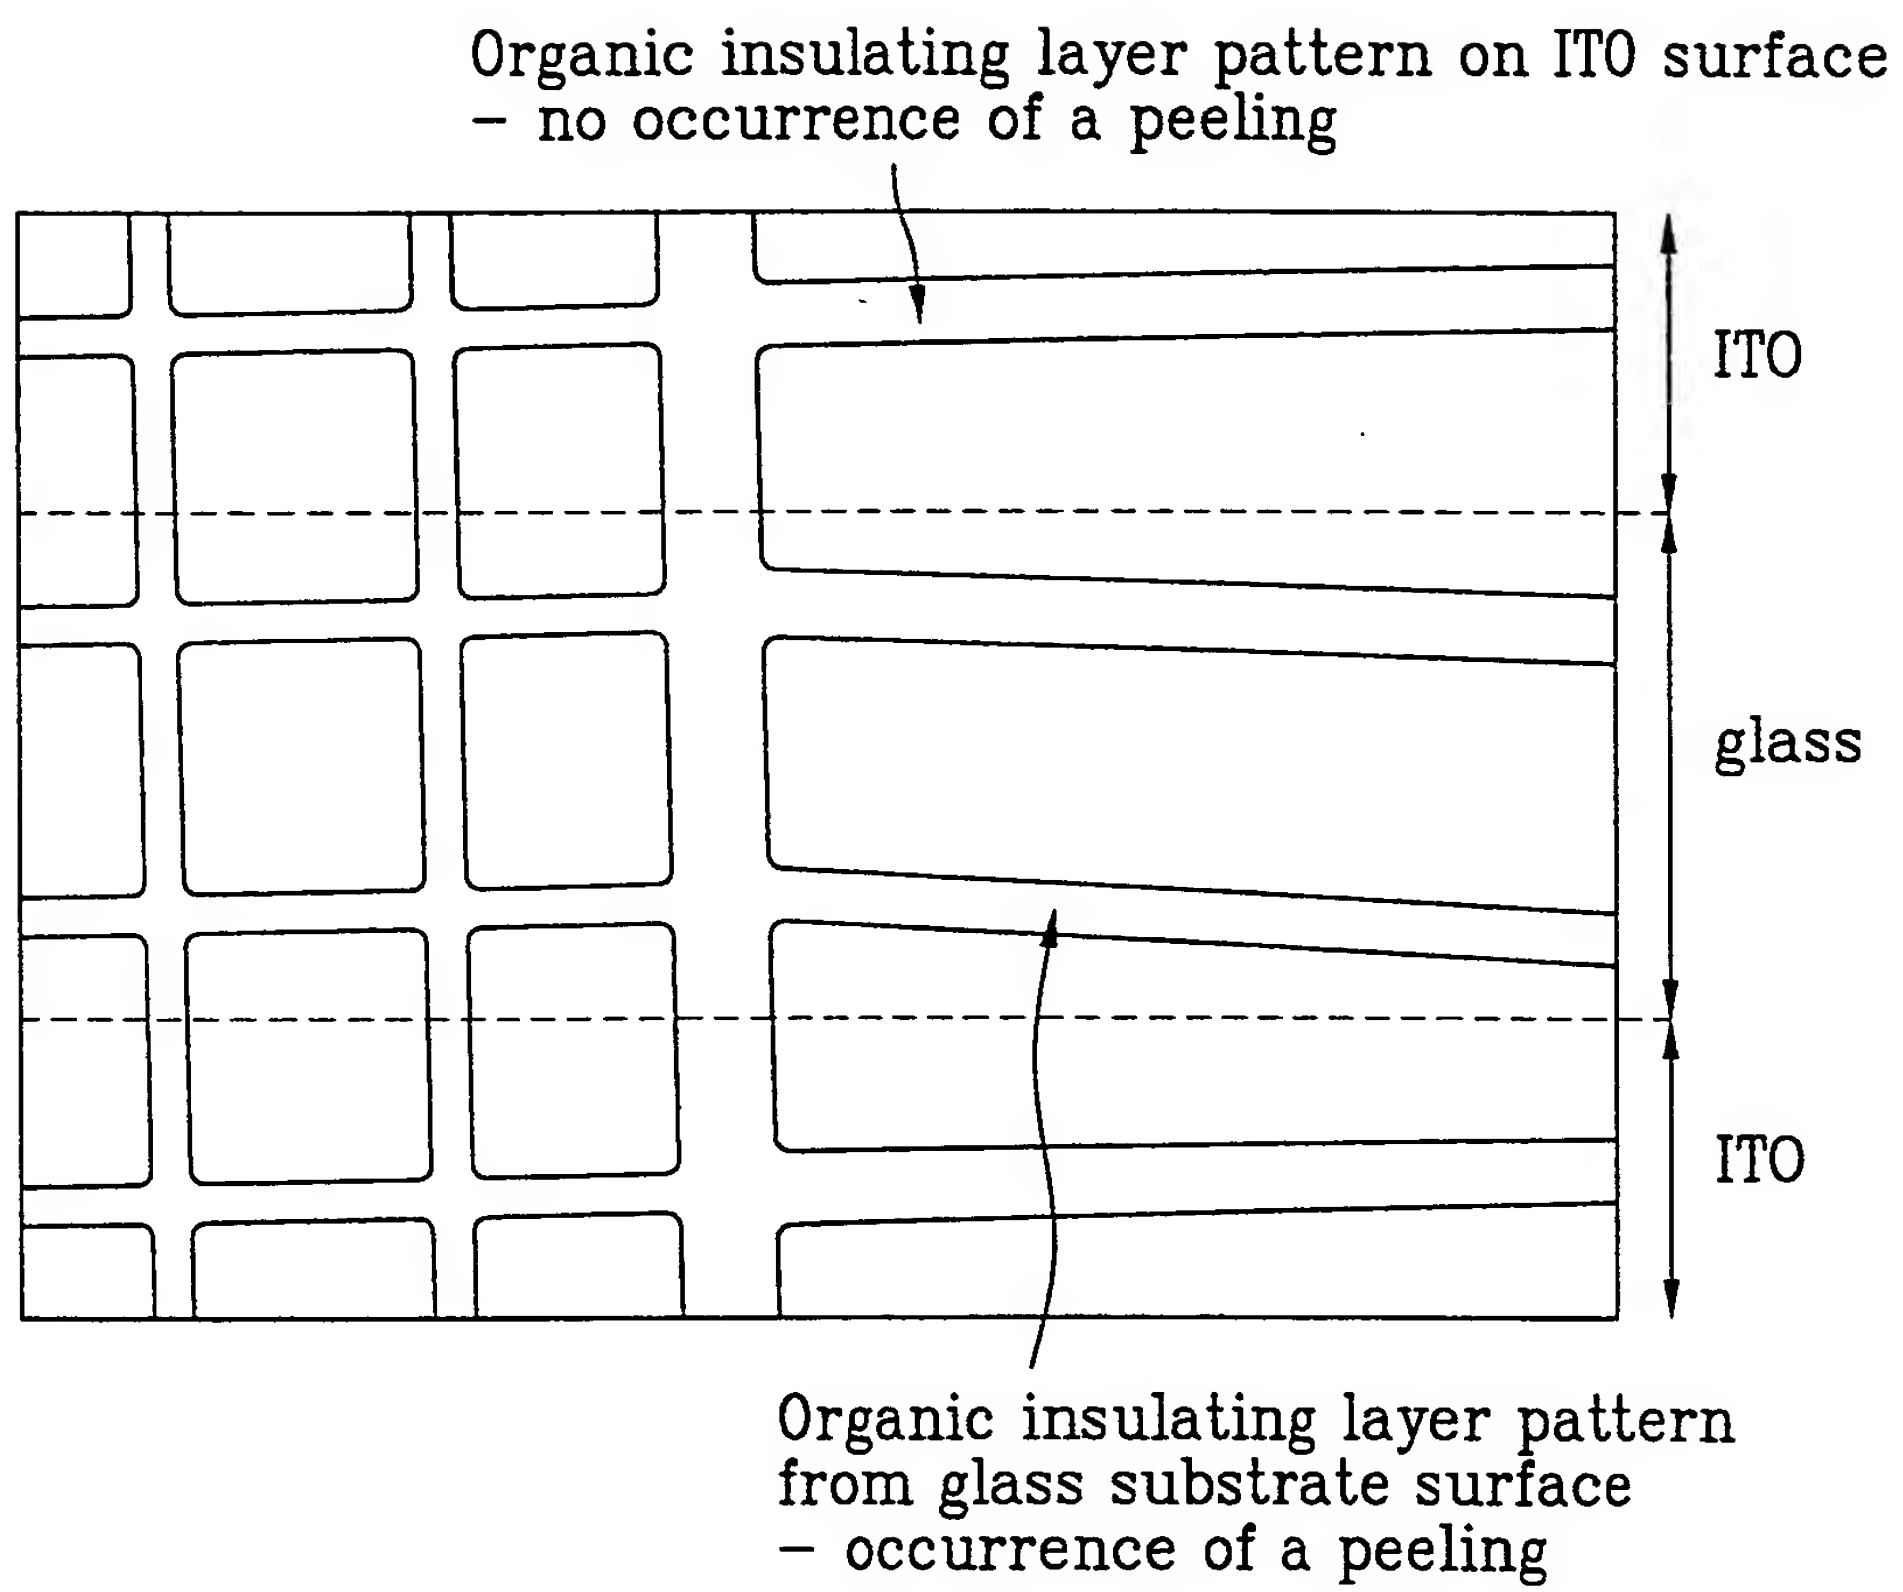 Organic insulating layer pattern on ITO surface
– no occurrence of a peeling
ITO
glass
ITO
Organic insulating layer pattern
from glass substrate surface
– occurrence of a peeling